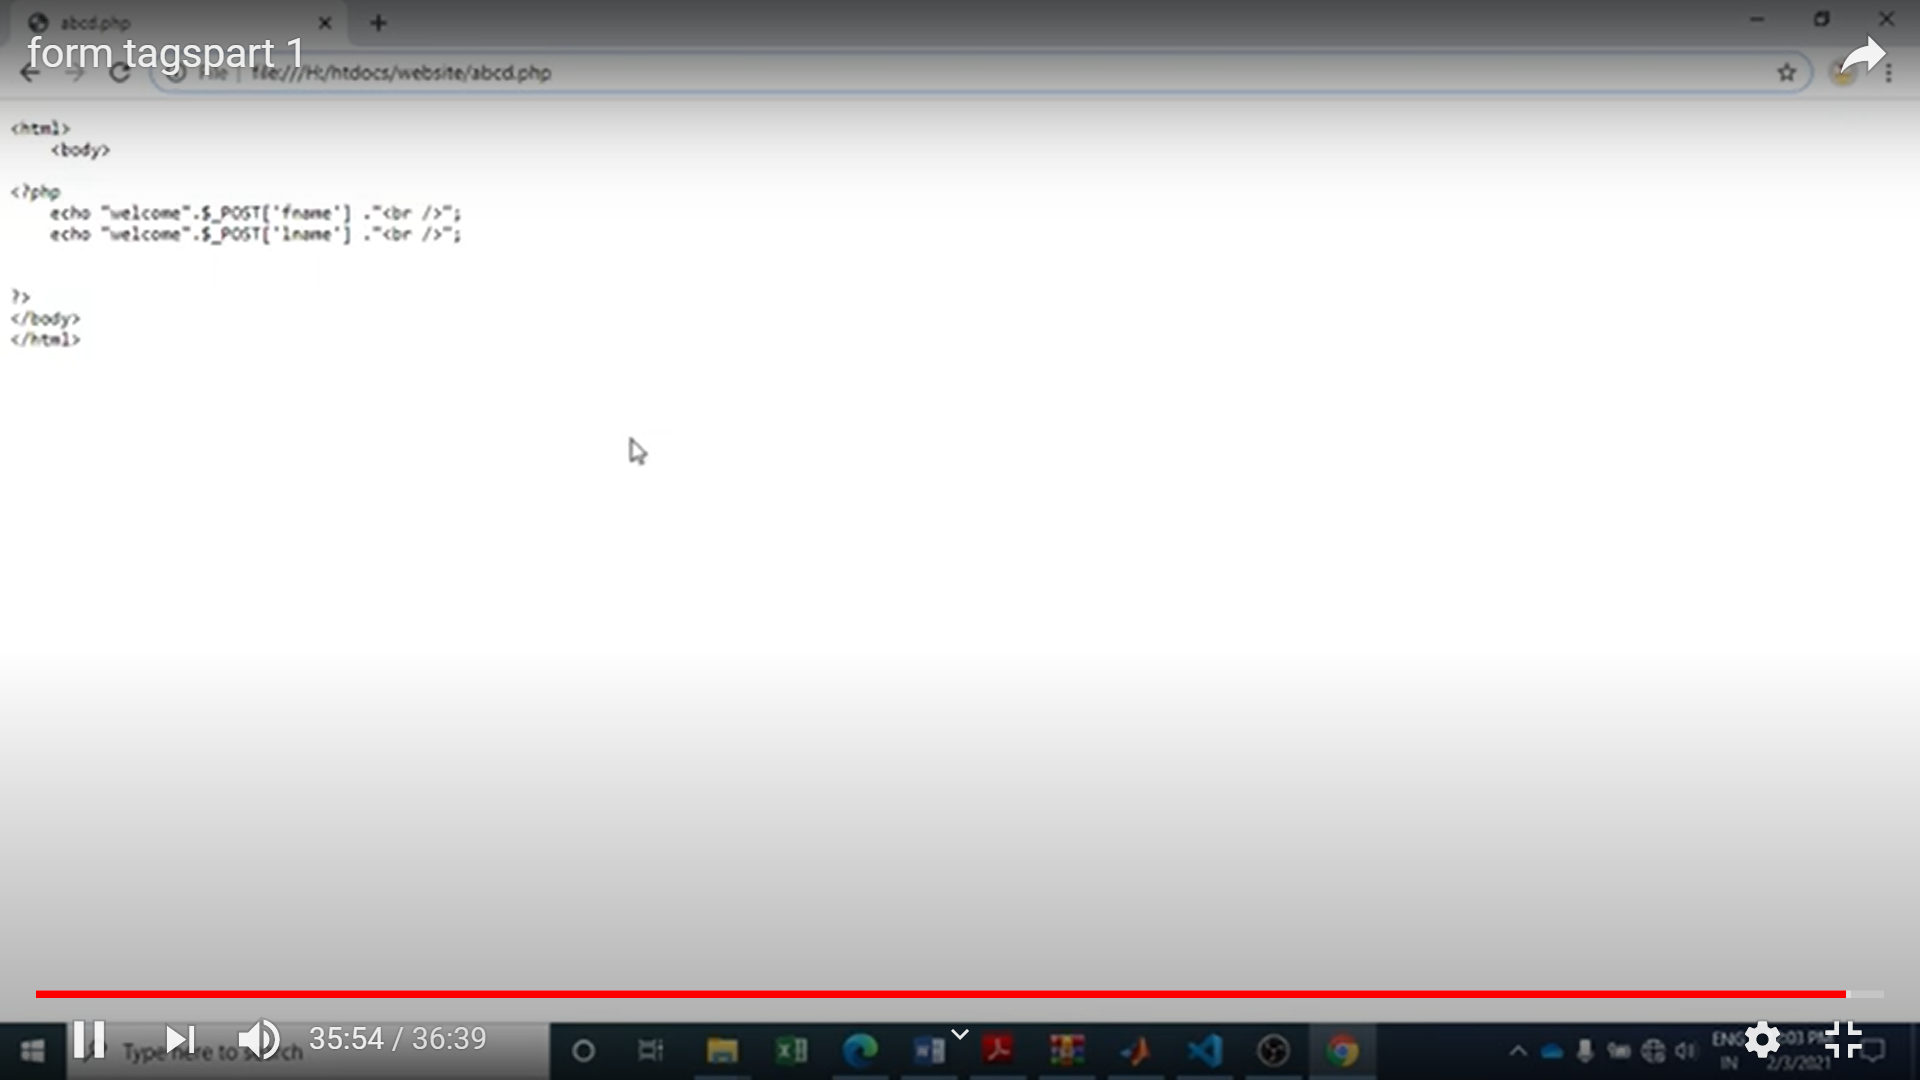 abcd.php
form tagspart 1
File | file:///H:/htdocs/website/abcd.php
<html>
<body>
<?php
echo "welcome".$_POST['fname'] ."<br />";
echo "welcome".$_POST['lname'] ."<br />";
?>
</body>
</html>
35:54 / 36:39
Type here to search
ENG
IN
:03 PM
2/3/2021